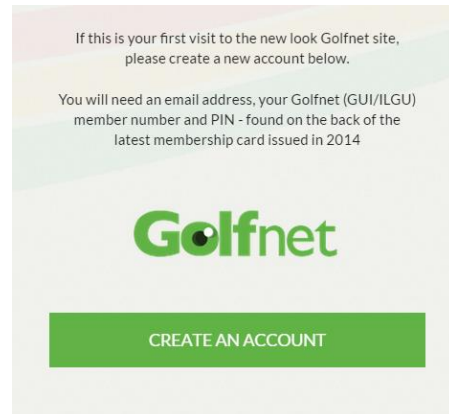 If this is your first visit to the new look Golfnet site,
please create a new account below.
You will need an email address, your Golfnet (GUI/ILGU)
member number and PIN - found on the back of the
latest membership card issued in 2014
Golfnet
CREATE AN ACCOUNT